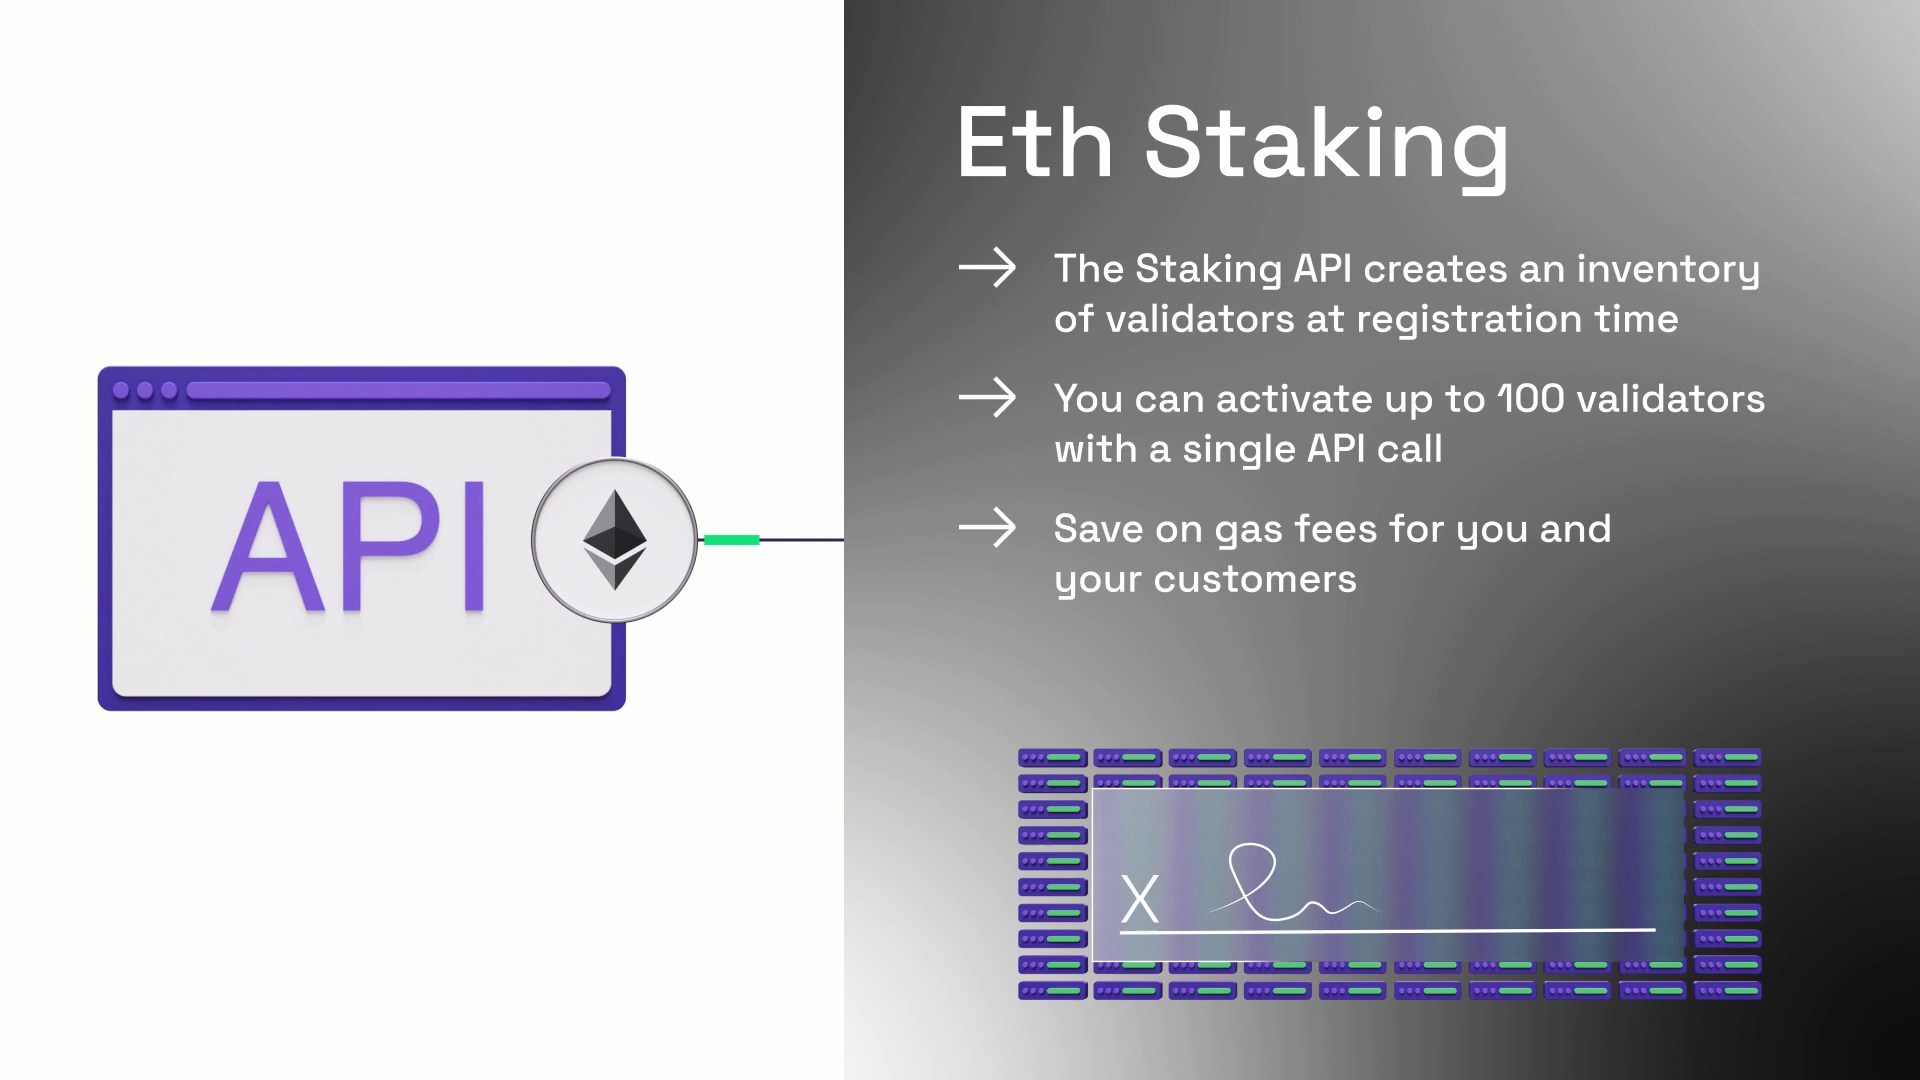 API
Eth Staking
The Staking API creates an inventory
of validators at registration time
You can activate up to 100 validators
with a single API call
Save on gas fees for you and
your customers
X